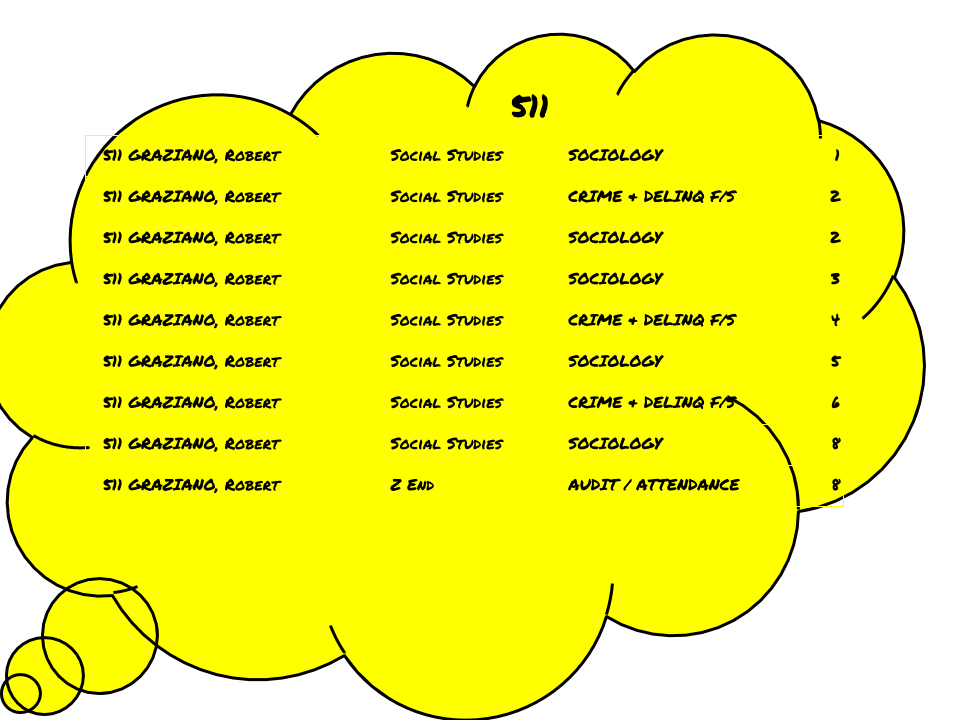 511
511 GRAZIANO, Robert Social Studies SOCIOLOGY 1
511 GRAZIANO, Robert Social Studies CRIME & DELINQ F/S 2
511 GRAZIANO, Robert Social Studies SOCIOLOGY 2
511 GRAZIANO, Robert Social Studies SOCIOLOGY 3
511 GRAZIANO, Robert Social Studies CRIME & DELINQ F/S 4
511 GRAZIANO, Robert Social Studies SOCIOLOGY 5
511 GRAZIANO, Robert Social Studies CRIME & DELINQ F/S 6
511 GRAZIANO, Robert Social Studies SOCIOLOGY 8
511 GRAZIANO, Robert Z End AUDIT / ATTENDANCE 8